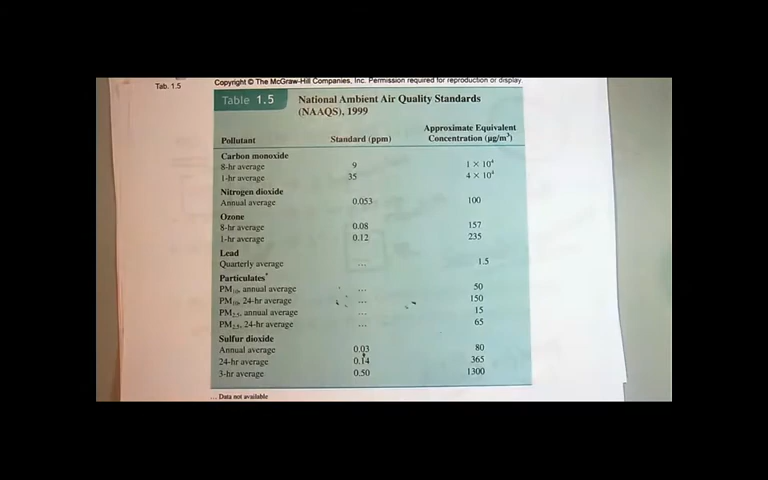 Tab. 1.5
Copyright © The McGraw-Hill Companies, Inc. Permission required for reproduction or display.
Table 1.5 National Ambient Air Quality Standards
(NAAQS), 1999
Approximate Equivalent
Pollutant Standard (ppm) Concentration (µg/m³)
Carbon monoxide
8-hr average 9 1 × 10⁴
1-hr average 35 4 × 10⁴
Nitrogen dioxide
Annual average 0.053 100
Ozone
8-hr average 0.08 157
1-hr average 0.12 235
Lead
Quarterly average ... 1.5
Particulates*
PM₁₀, annual average ... 50
PM₁₀, 24-hr average ... 150
PM₂.₅, annual average ... 15
PM₂.₅, 24-hr average ... 65
Sulfur dioxide
Annual average 0.03 80
24-hr average 0.14 365
3-hr average 0.50 1300
... Data not available